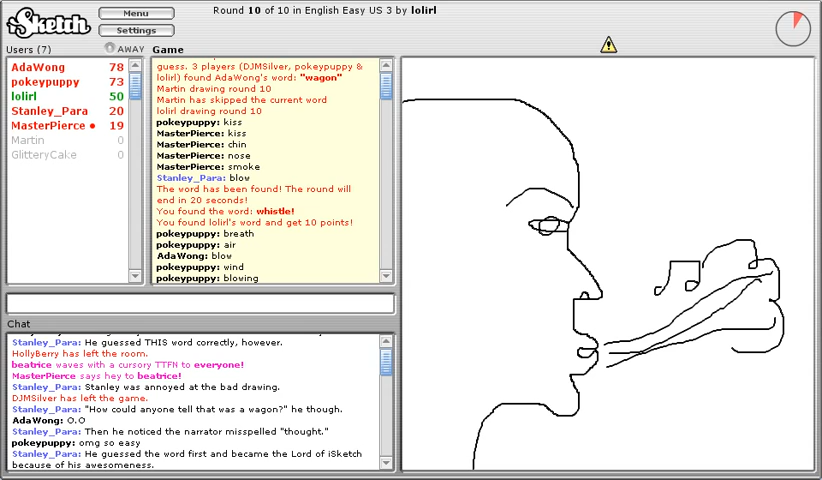 iSketch
Menu
Settings
Round 10 of 10 in English Easy US 3 by lolirl
Users (7)
AWAY
Game
AdaWong 78
pokeypuppy 73
lolirl 50
Stanley_Para 20
MasterPierce • 19
Martin 0
GlitteryCake 0
guess. 3 players (DJMSilver, pokeypuppy &
lolirl) found AdaWong's word: "wagon"
Martin drawing round 10
Martin has skipped the current word
lolirl drawing round 10
pokeypuppy: kiss
MasterPierce: kiss
MasterPierce: chin
MasterPierce: nose
MasterPierce: smoke
Stanley_Para: blow
The word has been found! The round will
end in 20 seconds!
You found the word: whistle!
You found lolirl's word and get 10 points!
pokeypuppy: breath
pokeypuppy: air
AdaWong: blow
pokeypuppy: wind
pokeypuppy: blowing
Chat
Stanley_Para: He guessed THIS word correctly, however.
HollyBerry has left the room.
beatrice waves with a cursory TTFN to everyone!
MasterPierce says hey to beatrice!
Stanley_Para: Stanley was annoyed at the bad drawing.
DJMSilver has left the game.
Stanley_Para: "How could anyone tell that was a wagon?" he though.
AdaWong: O.O
Stanley_Para: Then he noticed the narrator misspelled "thought."
pokeypuppy: omg so easy
Stanley_Para: He guessed the word first and became the Lord of iSketch
because of his awesomeness.